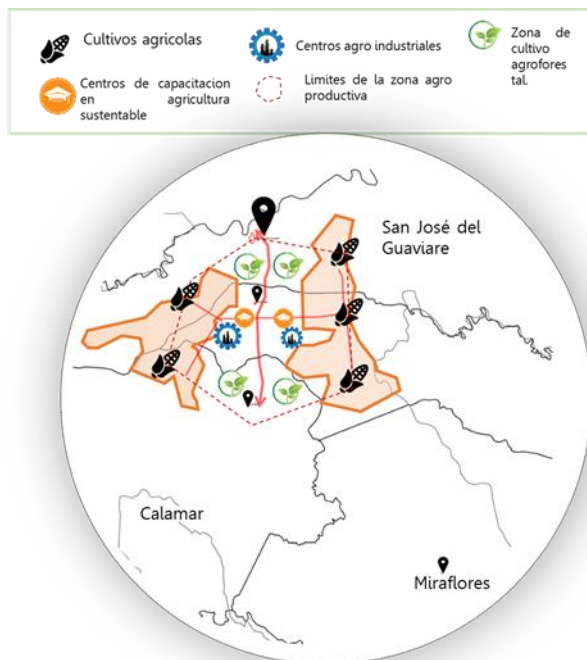 Cultivos agricolas
Centros agro industriales
Zona de
cultivo
agrofores
tal.
Centros de capacitacion
en agricultura
sustentable
Limites de la zona agro
productiva
San José del
Guaviare
Calamar
Miraflores